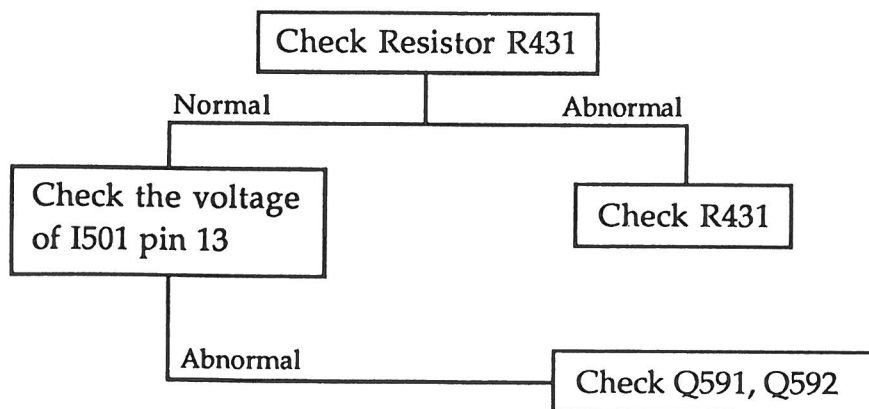 Check Resistor R431
Normal
Abnormal
Check the voltage
of I501 pin 13
Check R431
Abnormal
Check Q591, Q592